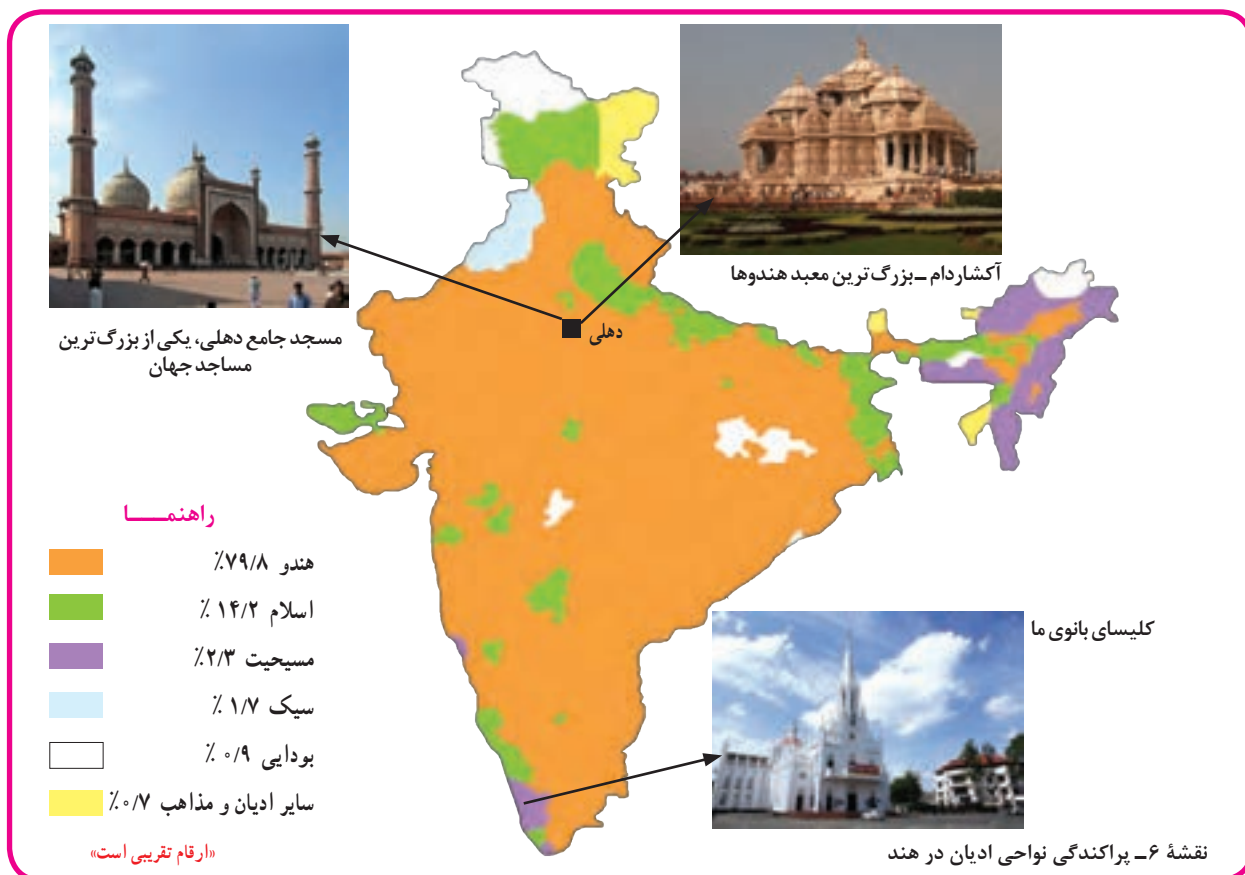 آکشاردام ــ بزرگ‌ترین معبد هندوها
مسجد جامع دهلی، یکی از بزرگ‌ترین
مساجد جهان
دهلی
راهنمــــا
هندو ۷۹/۸٪
اسلام ۱۴/۲ ٪
مسیحیت ۲/۳٪
سیک ۱/۷ ٪
بودایی ۰/۹ ٪
سایر ادیان و مذاهب ۰/۷٪
«ارقام تقریبی است»
کلیسای بانوی ما
نقشهٔ ۶ــ پراکندگی نواحی ادیان در هند